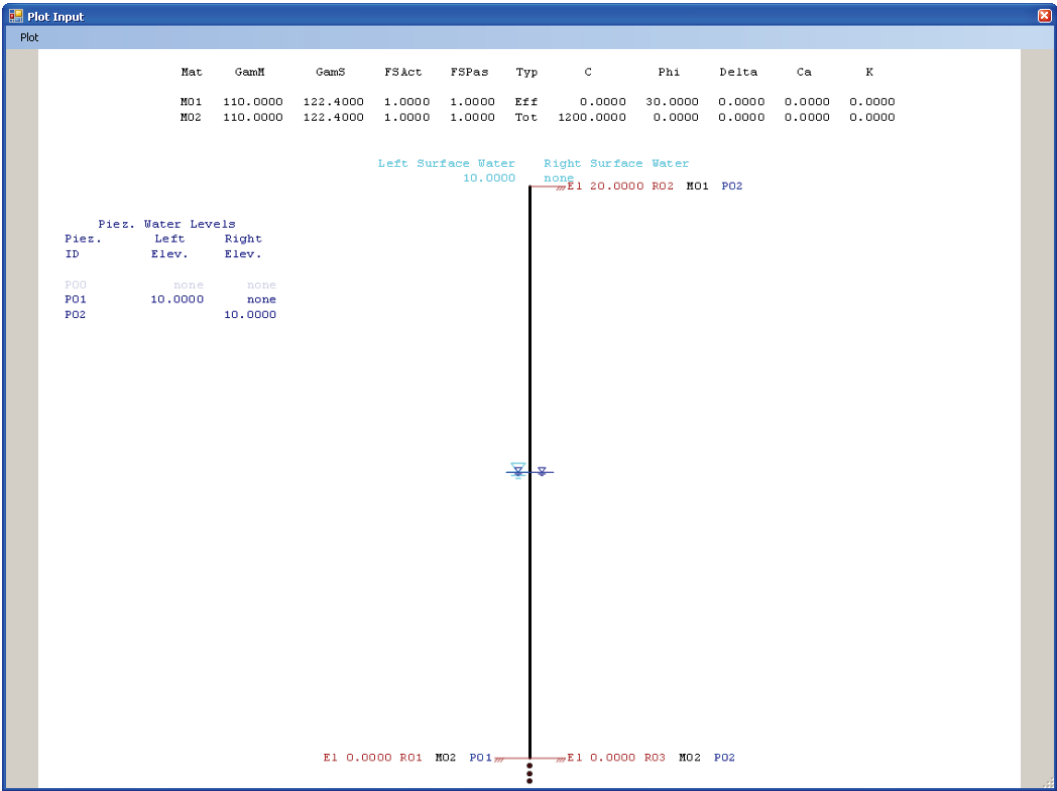 Plot Input
Plot
Mat GamM GamS FSAct FSPas Typ C Phi Delta Ca K
M01 110.0000 122.4000 1.0000 1.0000 Eff 0.0000 30.0000 0.0000 0.0000 0.0000
M02 110.0000 122.4000 1.0000 1.0000 Tot 1200.0000 0.0000 0.0000 0.0000 0.0000
Left Surface Water Right Surface Water
10.0000 none
El 20.0000 R02 M01 P02
Piez. Water Levels
Piez. Left Right
ID Elev. Elev.
P00 none none
P01 10.0000 none
P02 10.0000
El 0.0000 R01 M02 P01 El 0.0000 R03 M02 P02